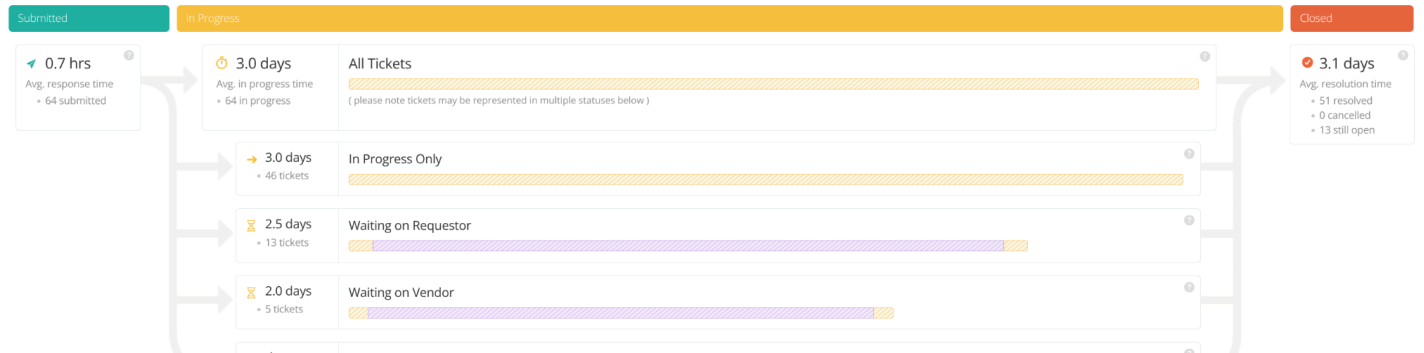 Submitted
In Progress
Closed
0.7 hrs
Avg. response time
64 submitted
3.0 days
Avg. in progress time
64 in progress
All Tickets
( please note tickets may be represented in multiple statuses below )
3.1 days
Avg. resolution time
51 resolved
0 cancelled
13 still open
3.0 days
46 tickets
In Progress Only
2.5 days
13 tickets
Waiting on Requestor
2.0 days
5 tickets
Waiting on Vendor